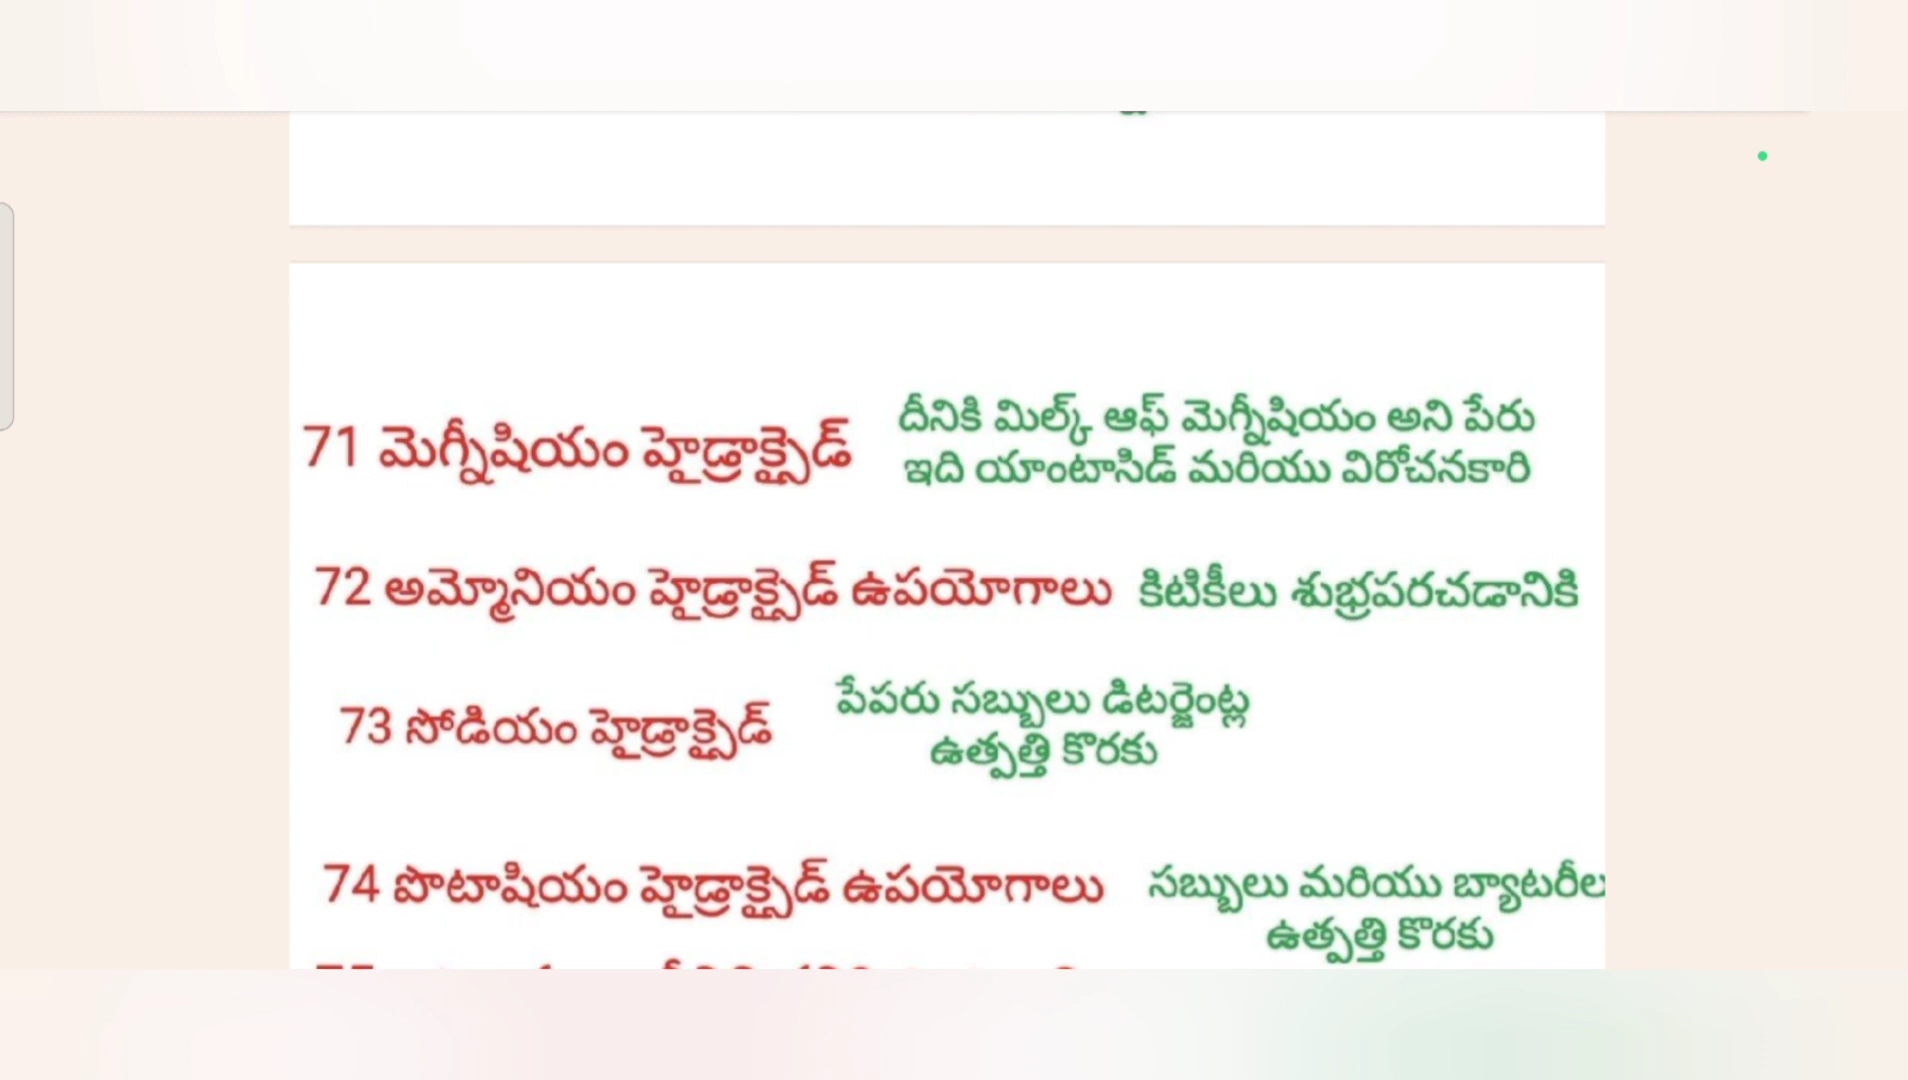 71 మెగ్నీషియం హైడ్రాక్సైడ్
దీనికి మిల్క్ ఆఫ్ మెగ్నీషియం అని పేరు
ఇది యాంటాసిడ్ మరియు విరోచనకారి
72 అమ్మోనియం హైడ్రాక్సైడ్ ఉపయోగాలు
కిటికీలు శుభ్రపరచడానికి
73 సోడియం హైడ్రాక్సైడ్
పేపరు సబ్బులు డిటర్జెంట్ల
ఉత్పత్తి కొరకు
74 పొటాషియం హైడ్రాక్సైడ్ ఉపయోగాలు
సబ్బులు మరియు బ్యాటరీల
ఉత్పత్తి కొరకు